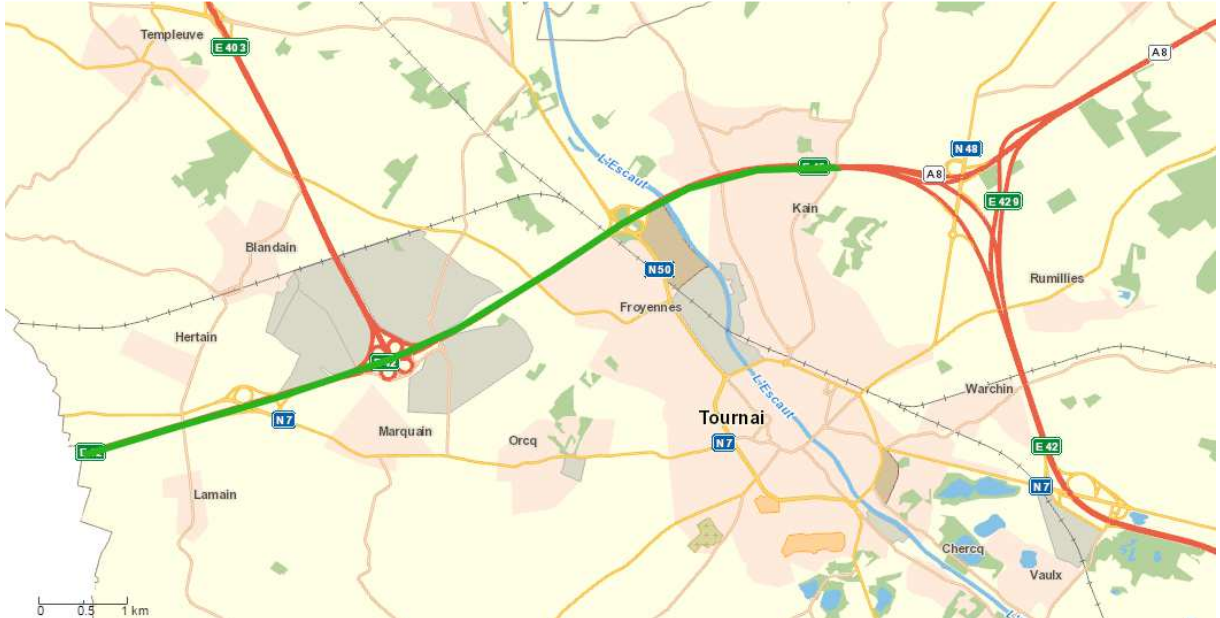 Templeuve
E 403
A8
N 48
L'Escaut
A8
Kain
E 429
Blandain
N50
Rumillies
Froyennes
Hertain
Warchin
L'Escaut
Tournai
N7
Marquain
Orcq
N7
E 42
Lamain
N7
Chercq
Vaulx
0 0.5 1 km